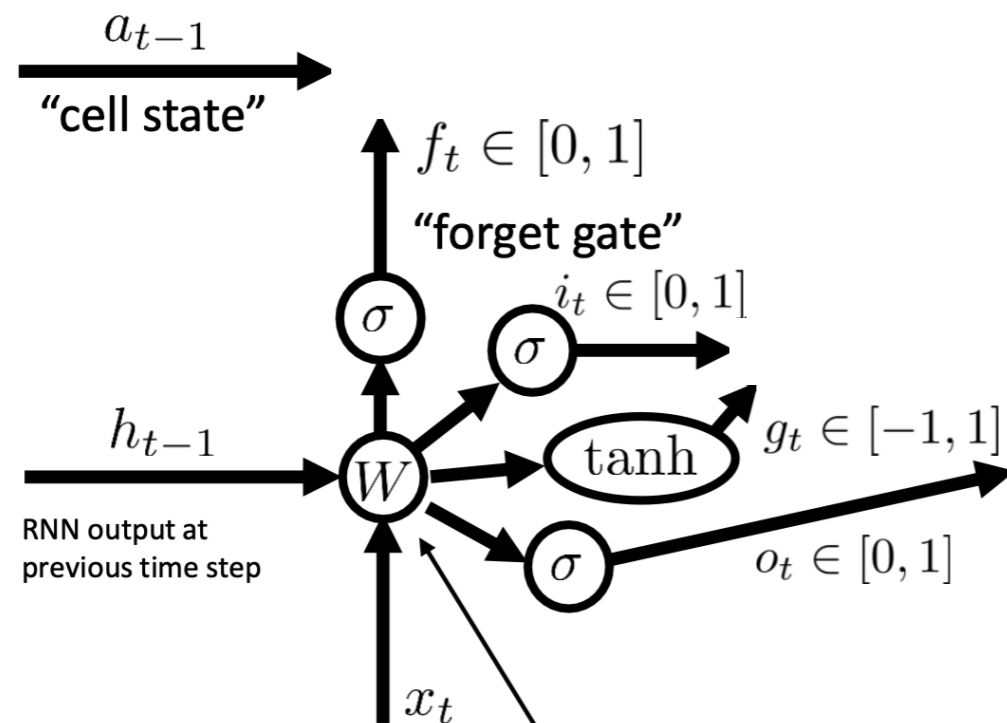 a_{t-1}
“cell state”
f_t ∈ [0, 1]
“forget gate”
i_t ∈ [0, 1]
σ
σ
h_{t-1}
g_t ∈ [-1, 1]
tanh
W
RNN output at
previous time step
σ
o_t ∈ [0, 1]
x_t